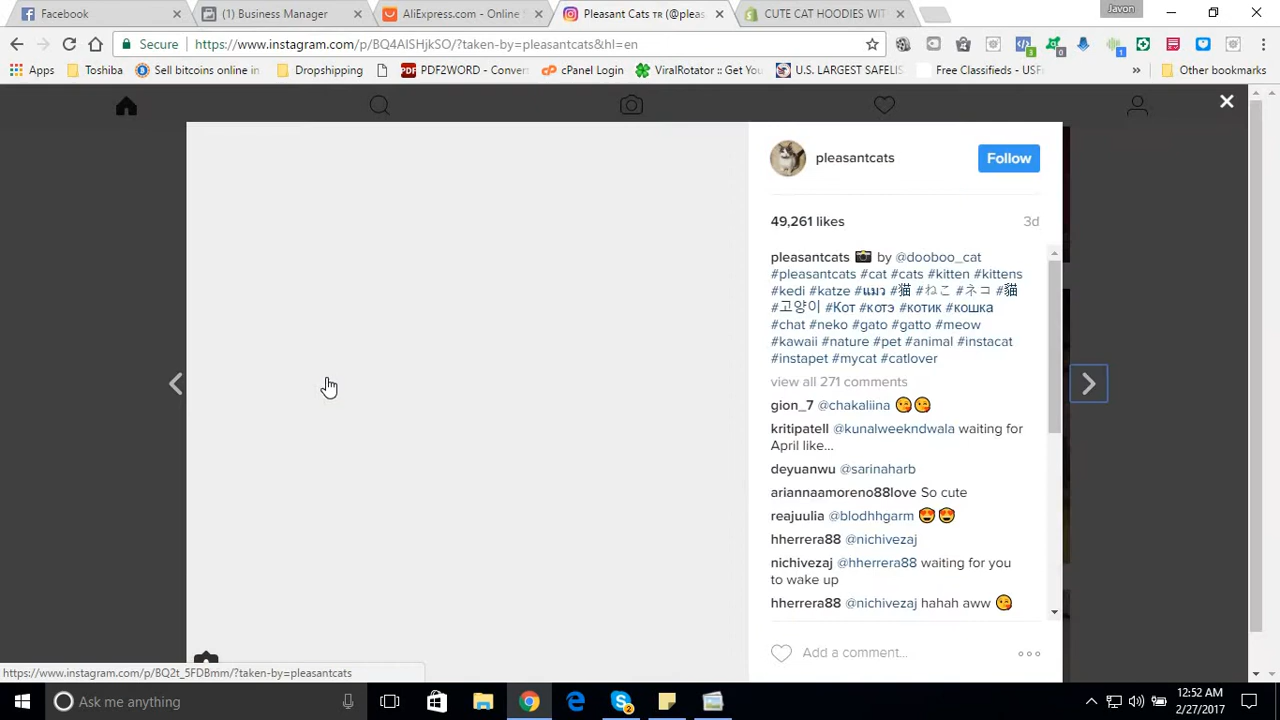 Facebook
(1) Business Manager
AliExpress.com - Online
Pleasant Cats TR (@pleas
CUTE CAT HOODIES WIT
Javon
Secure
https://www.instagram.com/p/BQ4AlSHjkSO/?taken-by=pleasantcats&hl=en
Apps
Toshiba
Sell bitcoins online in
Dropshipping
PDF2WORD - Conver
cPanel Login
ViralRotator :: Get You
U.S. LARGEST SAFELIS
Free Classifieds - USF
»
Other bookmarks
pleasantcats
Follow
49,261 likes
3d
pleasantcats 📷 by @dooboo_cat
#pleasantcats #cat #cats #kitten #kittens
#kedi #katze #แมว #猫 #ねこ #ネコ #貓
#고양이 #Кот #котэ #котик #кошка
#chat #neko #gato #gatto #meow
#kawaii #nature #pet #animal #instacat
#instapet #mycat #catlover
view all 271 comments
gion_7 @chakaliina 😘😘
kritipatell @kunalweekndwala waiting for
April like...
deyuanwu @sarinaharb
ariannaamoreno88love So cute
reajuulia @blodhhgarm 😍😍
hherrera88 @nichivezaj
nichivezaj @hherrera88 waiting for you
to wake up
hherrera88 @nichivezaj hahah aww 😘
Add a comment...
https://www.instagram.com/p/BQ2t_5FDBmm/?taken-by=pleasantcats
Ask me anything
12:52 AM
2/27/2017